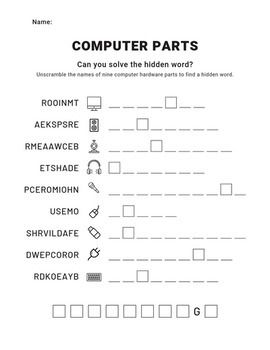 Name:
COMPUTER PARTS
Can you solve the hidden word?
Unscramble the names of nine computer hardware parts to find a hidden word.
ROOINMT
AEKSPSRE
RMEAAWCEB
ETSHADE
PCEROMIOHN
USEMO
SHRVILDAFE
DWEPCOROR
RDKOEAYB
G